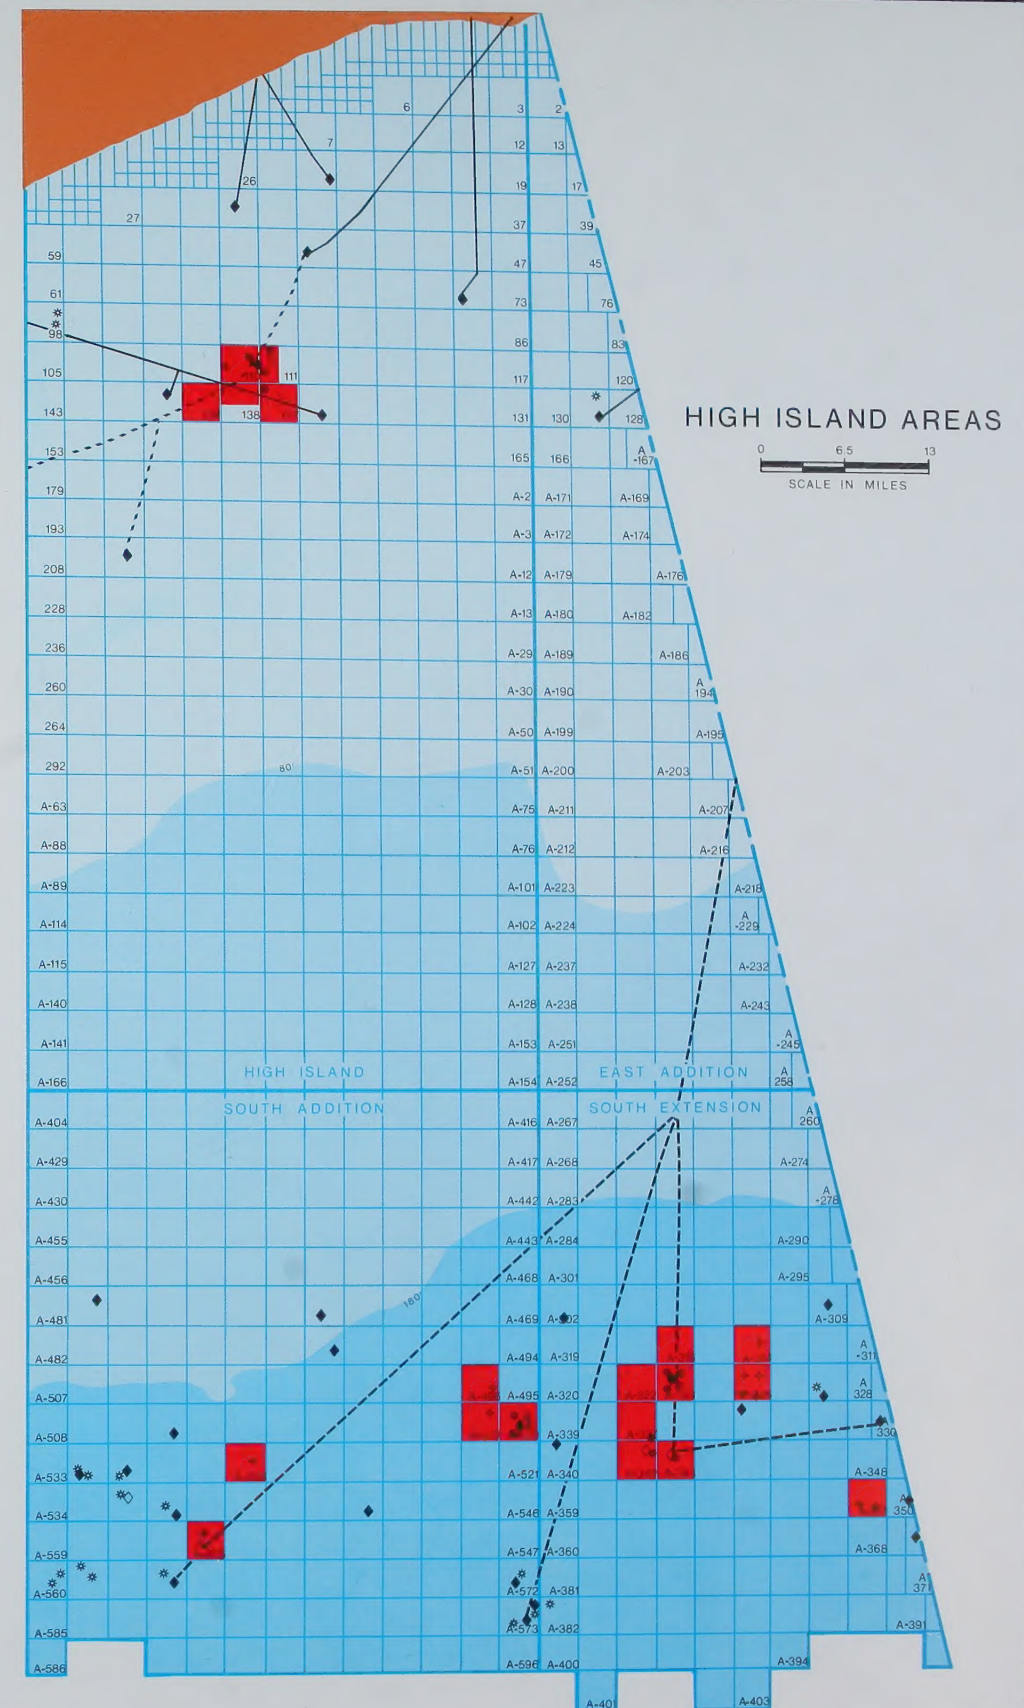 6 3 2
7 12 13
26 19 17
27 37 39
59 47 45
61 73 76
98 86 83
105 111 117 120
143 138 131 130 128
HIGH ISLAND AREAS
0 6.5 13
SCALE IN MILES
153 165 166 A
-167
179 A-2 A-171 A-169
193 A-3 A-172 A-174
208 A-12 A-179 A-176
228 A-13 A-180 A-182
236 A-29 A-189 A-186
260 A-30 A-190 A
194
264 A-50 A-199 A-195
292 80' A-51 A-200 A-203
A-63 A-75 A-211 A-207
A-88 A-76 A-212 A-216
A-89 A-101 A-223 A-218
A-114 A-102 A-224 A
-229
A-115 A-127 A-237 A-232
A-140 A-128 A-238 A-243
A-141 A-153 A-251 A
-245
HIGH ISLAND EAST ADDITION
A-166 A-154 A-252 A
258
SOUTH ADDITION SOUTH EXTENSION
A-404 A-416 A-267 A
260
A-429 A-417 A-268 A-274
A-430 A-442 A-283 A
-278
A-455 A-443 A-284 A-290
A-456 A-468 A-301 A-295
180'
A-481 A-469 A-309
A-482 A-494 A-319 A
-311
A-507 A-495 A-320 A
328
A-508 A-339 A
330
A-533 A-521 A-340 A-348
A-534 A-546 A-359 A
350
A-559 A-547 A-360 A-368
A-560 A-572 A-381 A
371
A-585 A-573 A-382 A-391
A-586 A-596 A-400 A-394
A-401 A-403